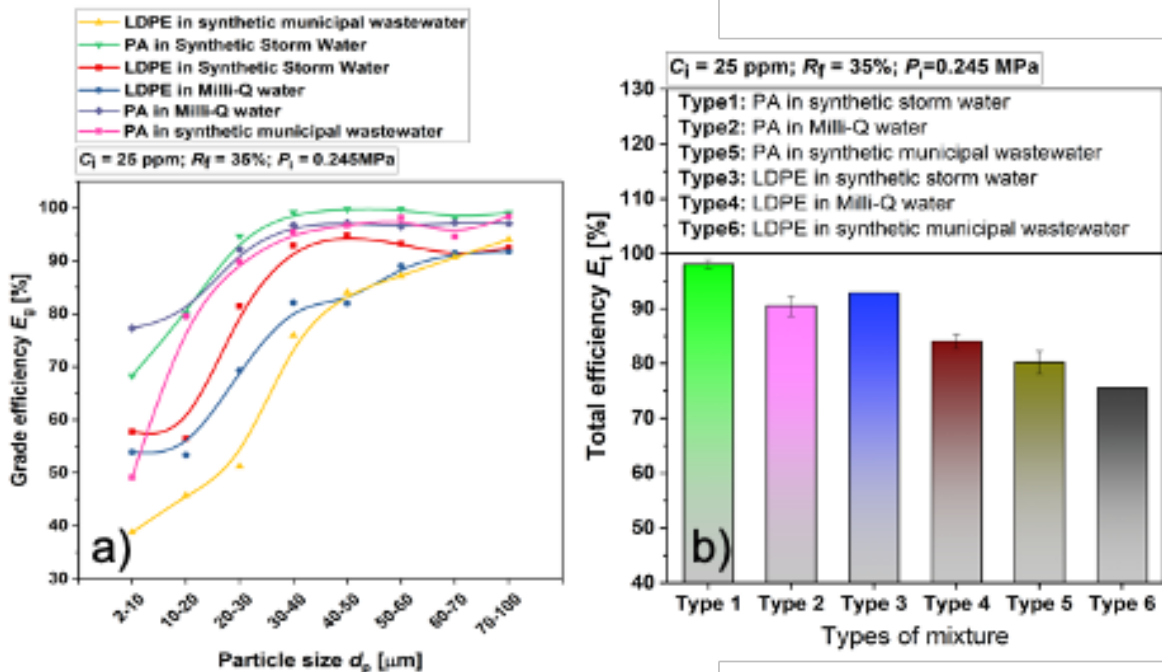 LDPE in synthetic municipal wastewater
PA in Synthetic Storm Water
LDPE in Synthetic Storm Water
LDPE in Milli-Q water
PA in Milli-Q water
PA in synthetic municipal wastewater
Ci = 25 ppm; Rf = 35%; Pi = 0.245MPa
Grade efficiency Eg [%]
100
90
80
70
60
50
40
30
a)
2-10
10-20
20-30
30-40
40-50
50-60
60-70
70-100
Particle size dp [μm]
Ci = 25 ppm; Rf = 35%; Pi=0.245 MPa
Type1: PA in synthetic storm water
Type2: PA in Milli-Q water
Type5: PA in synthetic municipal wastewater
Type3: LDPE in synthetic storm water
Type4: LDPE in Milli-Q water
Type6: LDPE in synthetic municipal wastewater
Total efficiency Et [%]
130
120
110
100
90
80
70
60
50
40
b)
Type 1
Type 2
Type 3
Type 4
Type 5
Type 6
Types of mixture